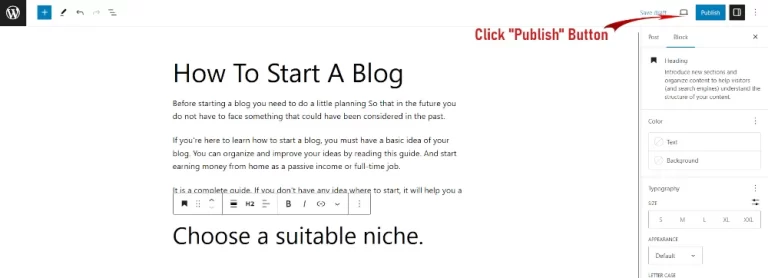 Save draft
Publish
Click "Publish" Button
Post Block
How To Start A Blog
Before starting a blog you need to do a little planning So that in the future you
do not have to face something that could have been considered in the past.
If you're here to learn how to start a blog, you must have a basic idea of your
blog. You can organize and improve your ideas by reading this guide. And start
earning money from home as a passive income or full-time job.
It is a complete guide. If you don't have any idea where to start, it will help you a
H2 B I
Choose a suitable niche.
Heading
Introduce new sections and
organize content to help visitors
(and search engines) understand the
structure of your content.
Color
Text
Background
Typography
SIZE
S M L XL XXL
APPEARANCE
Default
LETTER CASE